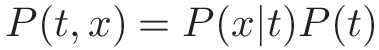 P(t, x) = P(x|t)P(t)